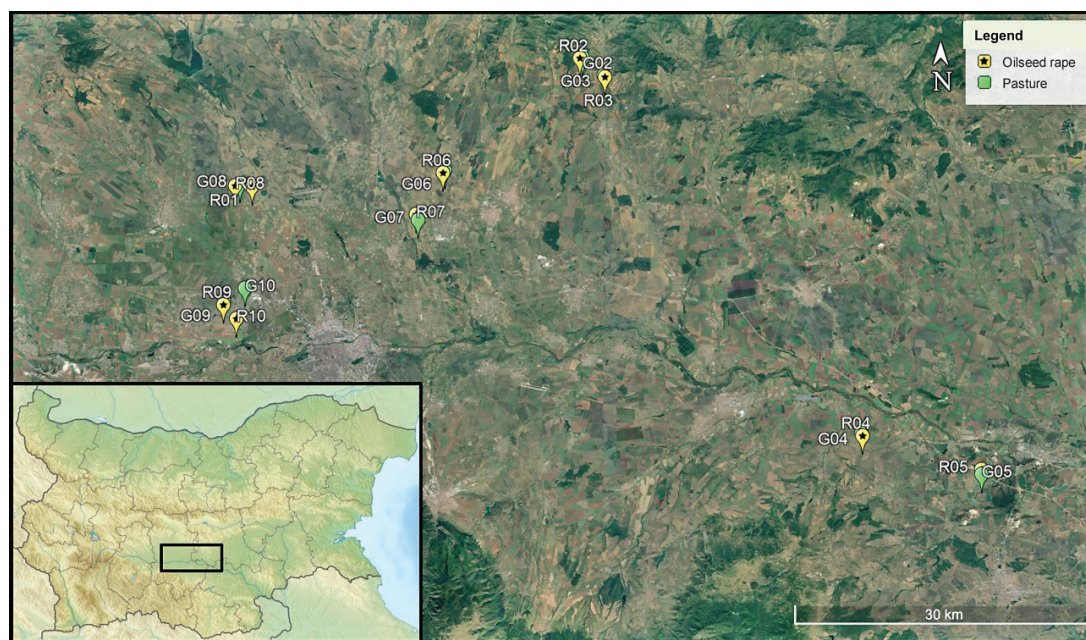 Legend
Oilseed rape
Pasture
N
R02
G02
G03
R03
R06
G06
G08
R08
R01
G07
R07
G10
R09
G09
R10
R04
G04
R05
G05
30 km